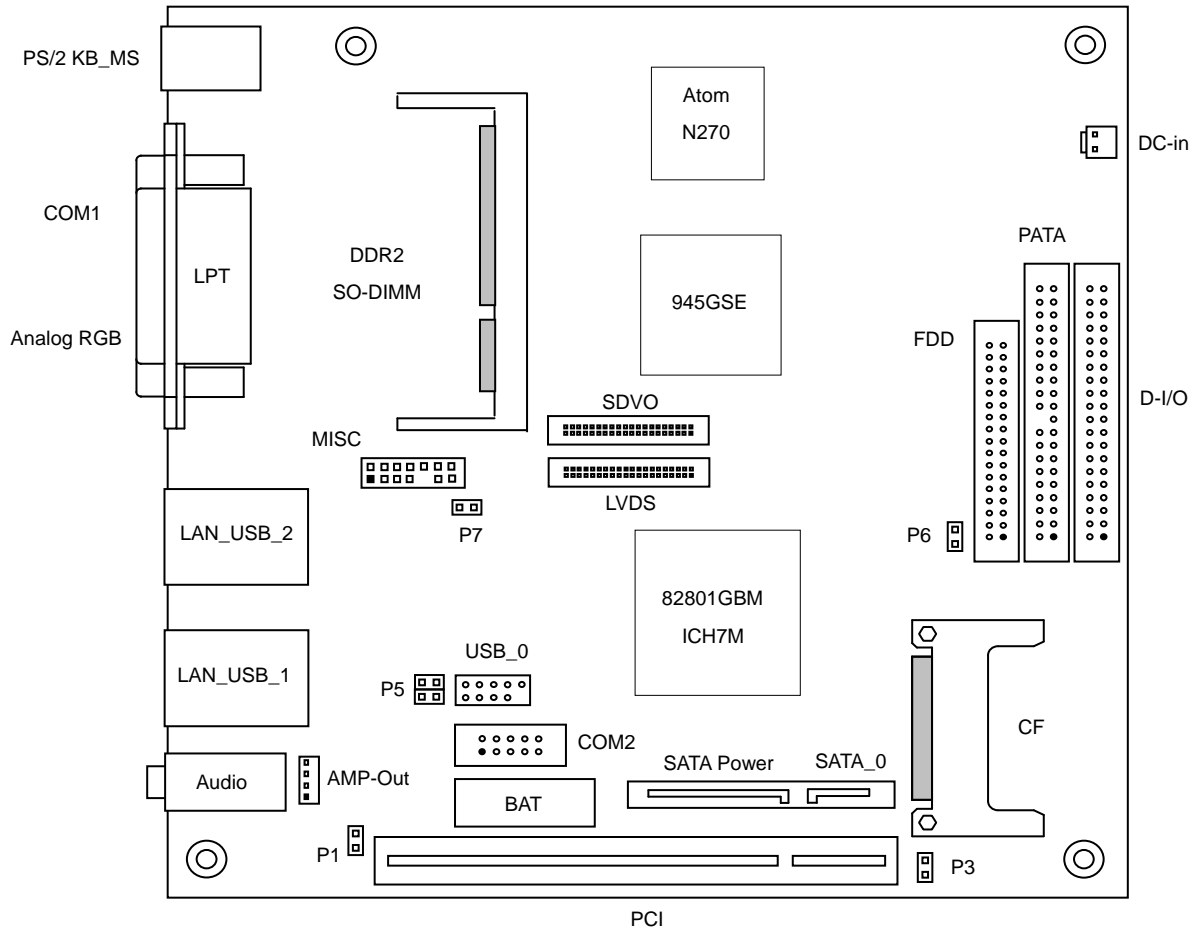 PS/2 KB_MS
Atom
N270
DC-in
COM1
LPT
Analog RGB
DDR2
SO-DIMM
945GSE
PATA
FDD
D-I/O
SDVO
LVDS
MISC
P7
P6
LAN_USB_2
82801GBM
ICH7M
LAN_USB_1
USB_0
P5
COM2
CF
Audio
AMP-Out
BAT
SATA Power
SATA_0
P1
P3
PCI